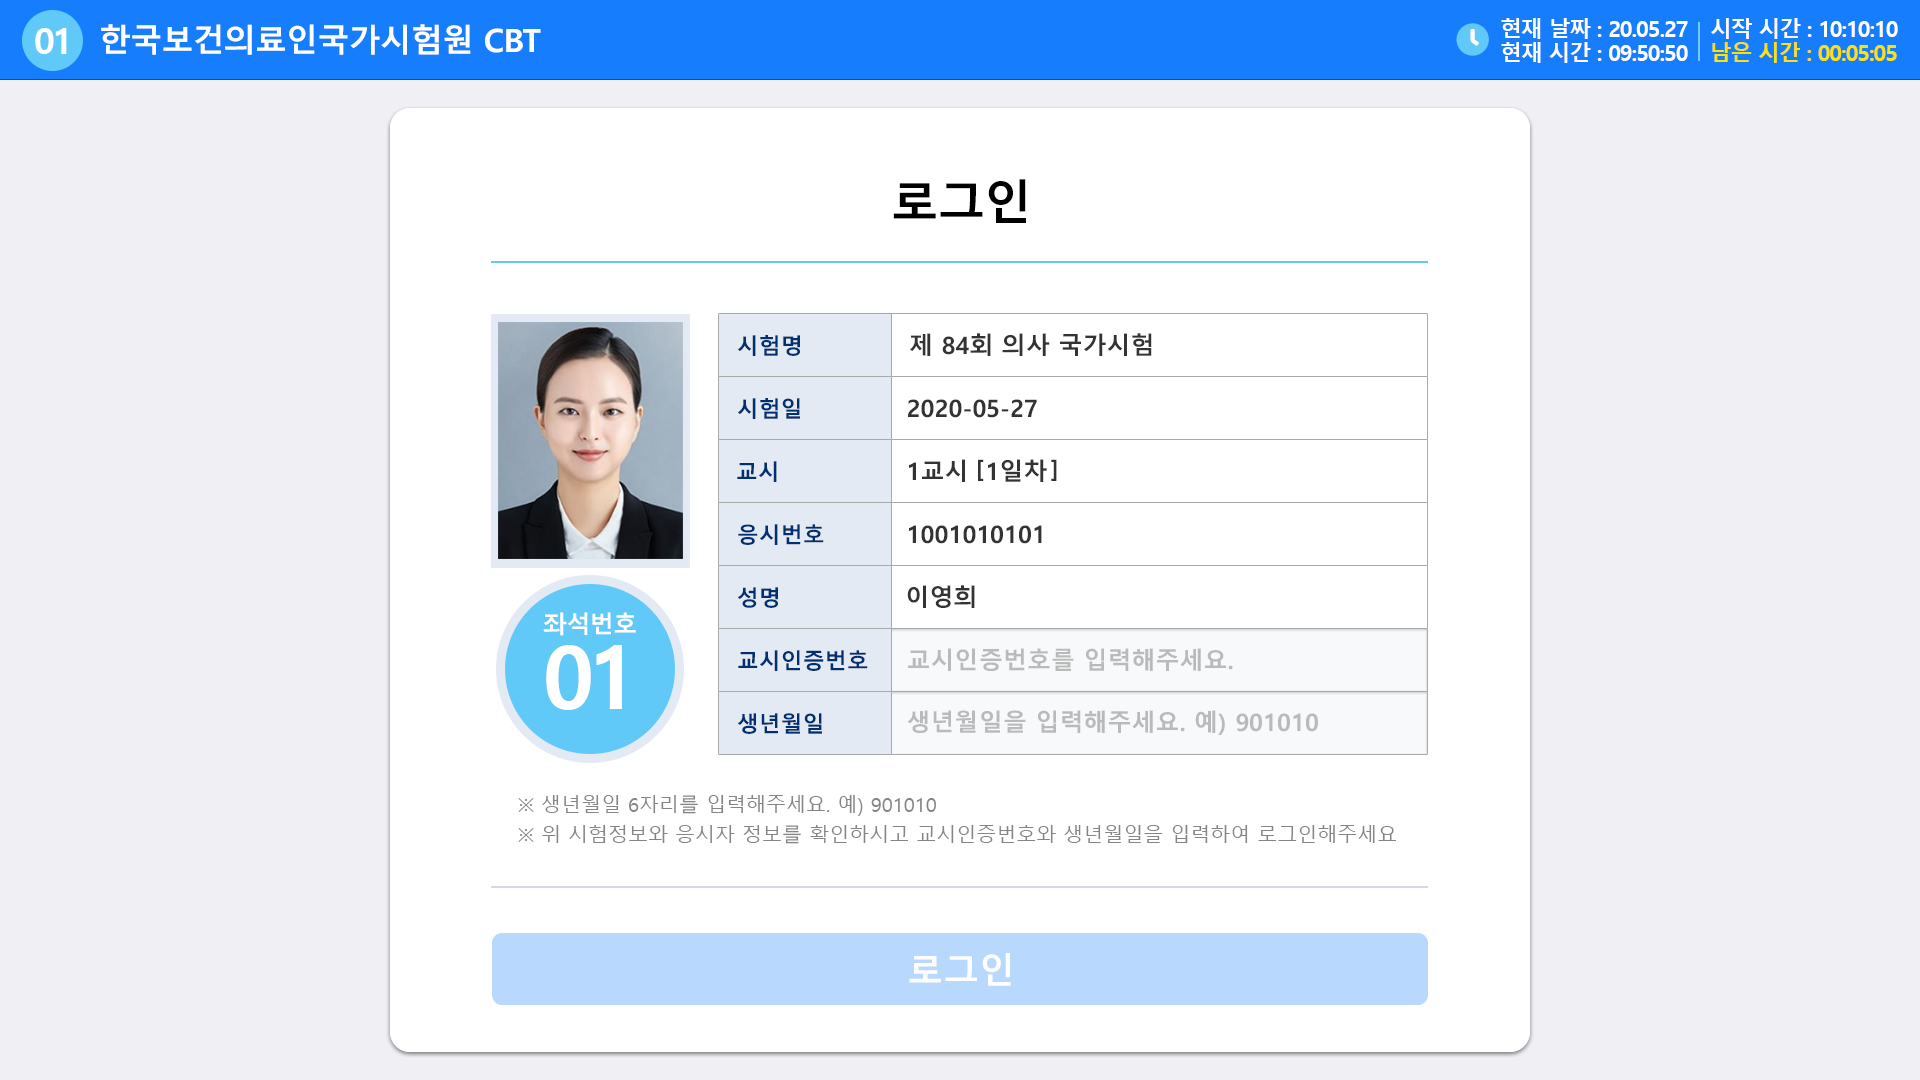 01 한국보건의료인국가시험원 CBT
현재 날짜 : 20.05.27
현재 시간 : 09:50:50
시작 시간 : 10:10:10
남은 시간 : 00:05:05
로그인
시험명 제 84회 의사 국가시험
시험일 2020-05-27
교시 1교시 [1일차]
응시번호 1001010101
성명 이영희
교시인증번호 교시인증번호를 입력해주세요.
생년월일 생년월일을 입력해주세요. 예) 901010
좌석번호
01
※ 생년월일 6자리를 입력해주세요. 예) 901010
※ 위 시험정보와 응시자 정보를 확인하시고 교시인증번호와 생년월일을 입력하여 로그인해주세요
로그인